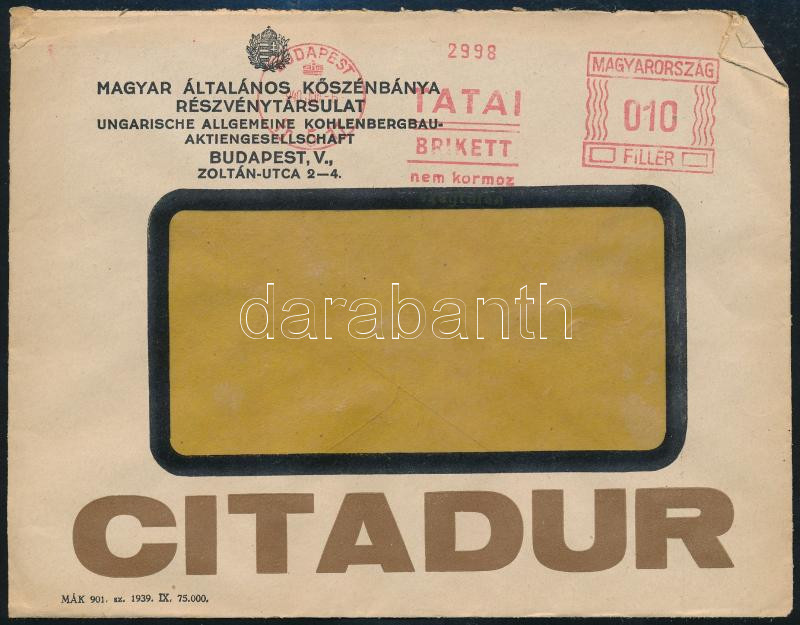 MAGYAR ÁLTALÁNOS KŐSZÉNBÁNYA
RÉSZVÉNYTÁRSULAT
UNGARISCHE ALLGEMEINE KOHLENBERGBAU-
AKTIENGESELLSCHAFT
BUDAPEST, V.,
ZOLTÁN-UTCA 2—4.
BUDAPEST
2998
TATAI
BRIKETT
nem kormoz
MAGYARORSZÁG
010
FILLÉR
darabanth
CITADUR
MÁK 901. sz. 1939. IX. 75.000.